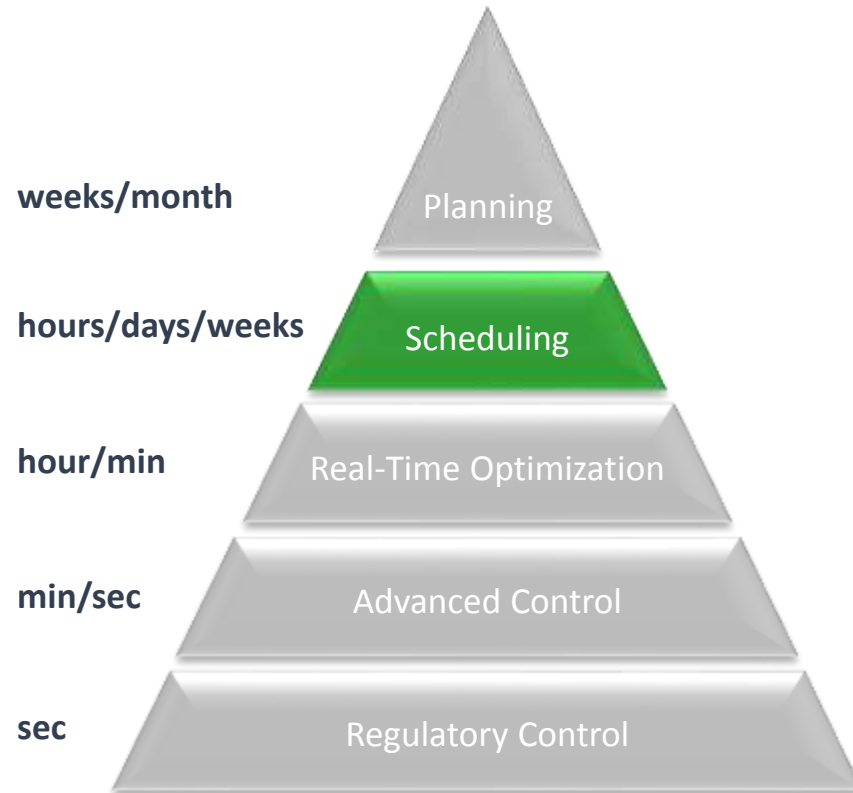 weeks/month
Planning
hours/days/weeks
Scheduling
hour/min
Real-Time Optimization
min/sec
Advanced Control
sec
Regulatory Control